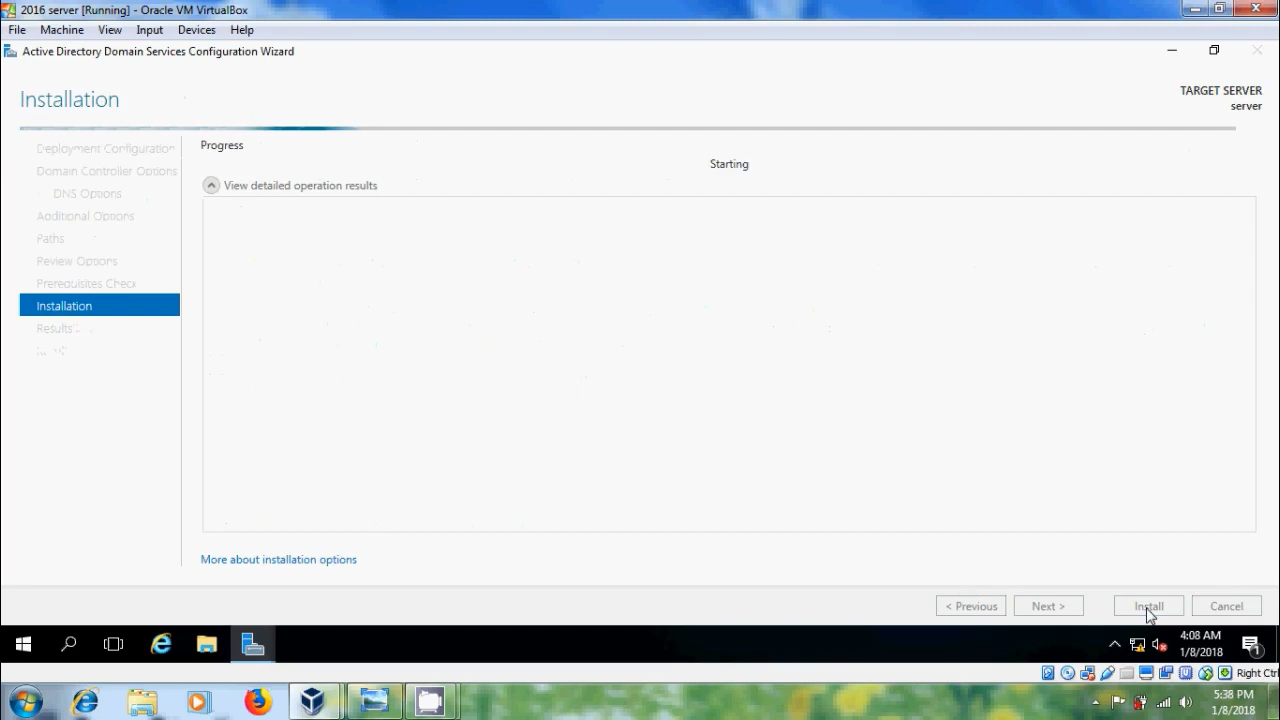 2016 server [Running] - Oracle VM VirtualBox
File Machine View Input Devices Help
Active Directory Domain Services Configuration Wizard
Installation
TARGET SERVER
server
Deployment Configuration
Domain Controller Options
DNS Options
Additional Options
Paths
Review Options
Prerequisites Check
Installation
Results
Progress
Starting
View detailed operation results
More about installation options
< Previous Next > Install Cancel
4:08 AM
1/8/2018
1
Right Ctrl
5:38 PM
1/8/2018